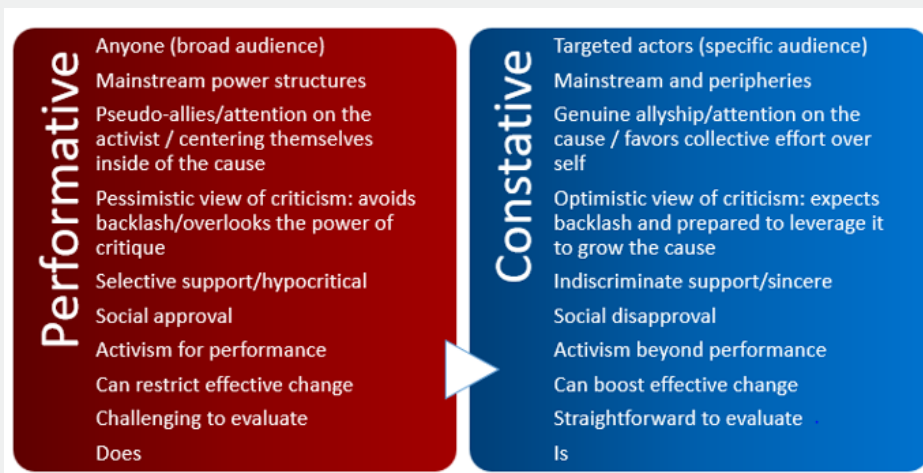 Performative
Anyone (broad audience)
Mainstream power structures
Pseudo-allies/attention on the
activist / centering themselves
inside of the cause
Pessimistic view of criticism: avoids
backlash/overlooks the power of
critique
Selective support/hypocritical
Social approval
Activism for performance
Can restrict effective change
Challenging to evaluate
Does
Constative
Targeted actors (specific audience)
Mainstream and peripheries
Genuine allyship/attention on the
cause / favors collective effort over
self
Optimistic view of criticism: expects
backlash and prepared to leverage it
to grow the cause
Indiscriminate support/sincere
Social disapproval
Activism beyond performance
Can boost effective change
Straightforward to evaluate .
Is